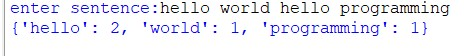 enter sentence:hello world hello programming
{'hello': 2, 'world': 1, 'programming': 1}